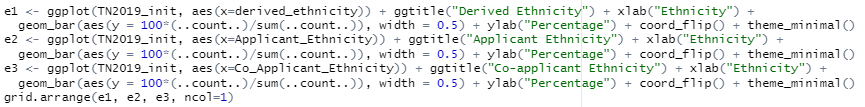 e1 <- ggplot(TN2019_init, aes(x=derived_ethnicity)) + ggtitle("Derived Ethnicity") + xlab("Ethnicity") +
geom_bar(aes(y = 100*(..count..)/sum(..count..)), width = 0.5) + ylab("Percentage") + coord_flip() + theme_minimal()
e2 <- ggplot(TN2019_init, aes(x=Applicant_Ethnicity)) + ggtitle("Applicant Ethnicity") + xlab("Ethnicity") +
geom_bar(aes(y = 100*(..count..)/sum(..count..)), width = 0.5) + ylab("Percentage") + coord_flip() + theme_minimal()
e3 <- ggplot(TN2019_init, aes(x=Co_Applicant_Ethnicity)) + ggtitle("Co-applicant Ethnicity") + xlab("Ethnicity") +
geom_bar(aes(y = 100*(..count..)/sum(..count..)), width = 0.5) + ylab("Percentage") + coord_flip() + theme_minimal()
grid.arrange(e1, e2, e3, ncol=1)